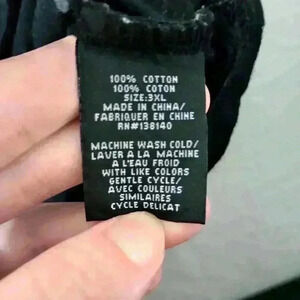 100% COTTON
100% COTON
SIZE:3XL
MADE IN CHINA/
FABRIQUER EN CHINE
RN#138140
MACHINE WASH COLD/
LAVER A LA MACHINE
A L'EAU FROID
WITH LIKE COLORS
GENTLE CYCLE/
AVEC COULEURS
SIMILAIRES
CYCLE DELICAT